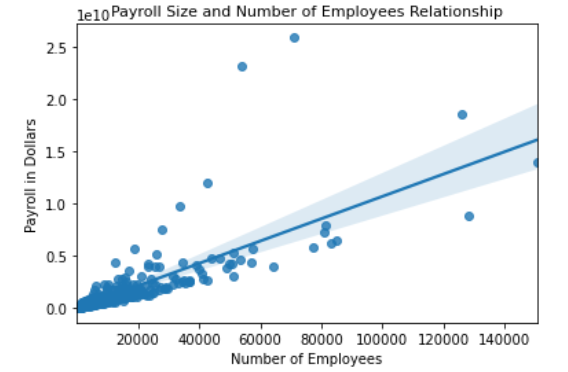 1e10 Payroll Size and Number of Employees Relationship
2.5
2.0
1.5
1.0
0.5
0.0
Payroll in Dollars
20000 40000 60000 80000 100000 120000 140000
Number of Employees